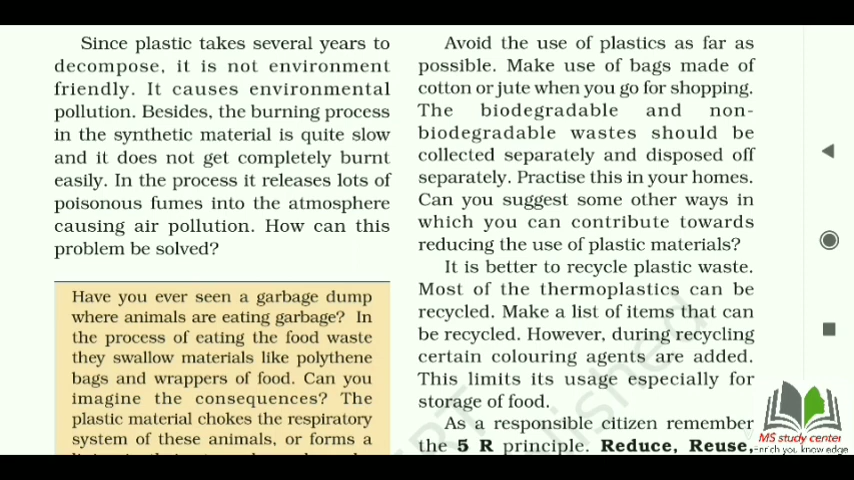 Since plastic takes several years to
decompose, it is not environment
friendly. It causes environmental
pollution. Besides, the burning process
in the synthetic material is quite slow
and it does not get completely burnt
easily. In the process it releases lots of
poisonous fumes into the atmosphere
causing air pollution. How can this
problem be solved?
Have you ever seen a garbage dump
where animals are eating garbage? In
the process of eating the food waste
they swallow materials like polythene
bags and wrappers of food. Can you
imagine the consequences? The
plastic material chokes the respiratory
system of these animals, or forms a
Avoid the use of plastics as far as
possible. Make use of bags made of
cotton or jute when you go for shopping.
The biodegradable and non-
biodegradable wastes should be
collected separately and disposed off
separately. Practise this in your homes.
Can you suggest some other ways in
which you can contribute towards
reducing the use of plastic materials?
It is better to recycle plastic waste.
Most of the thermoplastics can be
recycled. Make a list of items that can
be recycled. However, during recycling
certain colouring agents are added.
This limits its usage especially for
storage of food.
As a responsible citizen remember
the 5 R principle. Reduce, Reuse,
MS study center
Enrich you knowledge